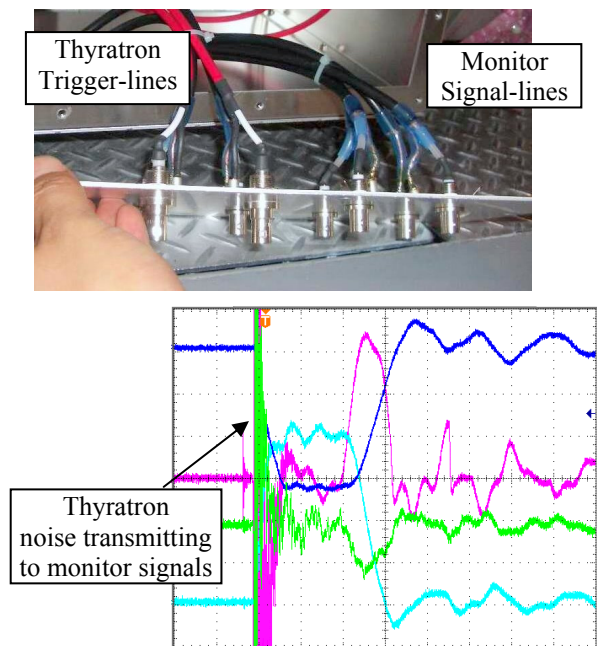 Thyratron
Trigger-lines
Monitor
Signal-lines
T
Thyratron
noise transmitting
to monitor signals